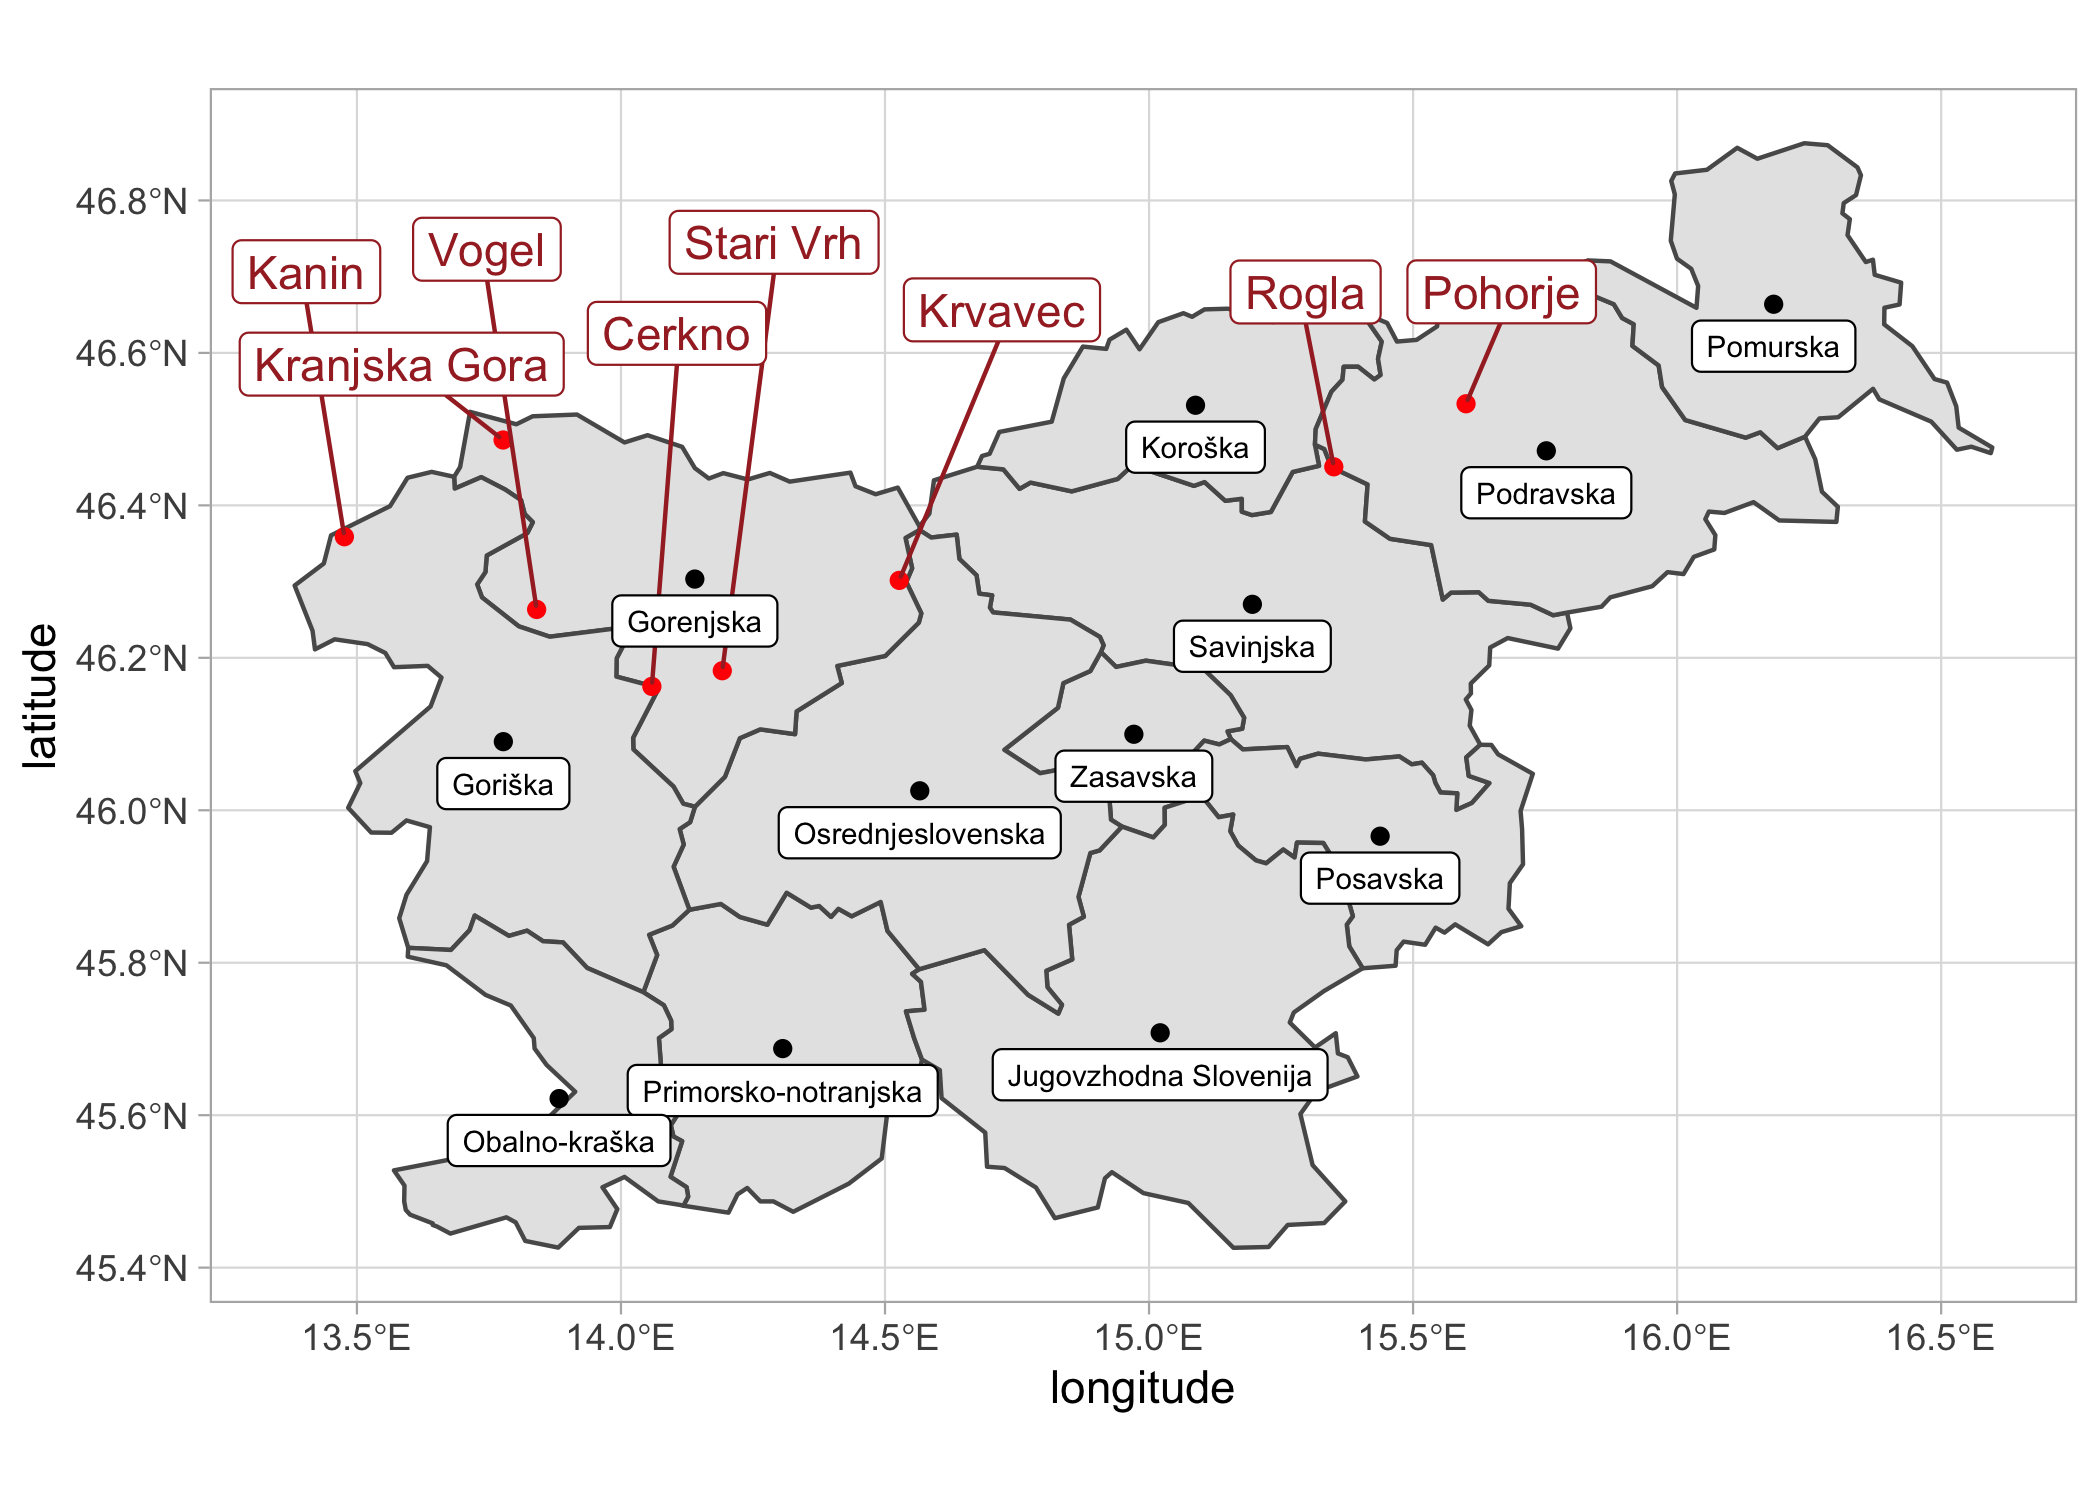 46.8°N
46.6°N
46.4°N
46.2°N
46.0°N
45.8°N
45.6°N
45.4°N
latitude
Stari Vrh
Vogel
Kanin
Rogla
Pohorje
Krvavec
Cerkno
Kranjska Gora
Pomurska
Koroška
Podravska
Gorenjska
Savinjska
Goriška
Zasavska
Osrednjeslovenska
Posavska
Jugovzhodna Slovenija
Primorsko-notranjska
Obalno-kraška
13.5°E
14.0°E
14.5°E
15.0°E
15.5°E
16.0°E
16.5°E
longitude